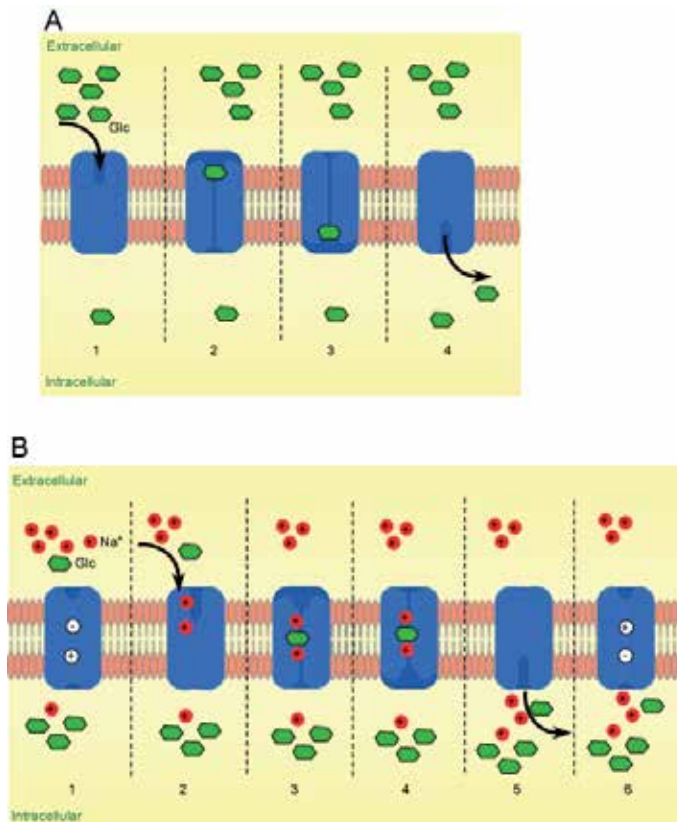 A
Extracellular
Glc
1 2 3 4
Intracellular
B
Extracellular
Na⁺
Glc
1 2 3 4 5 6
Intracellular